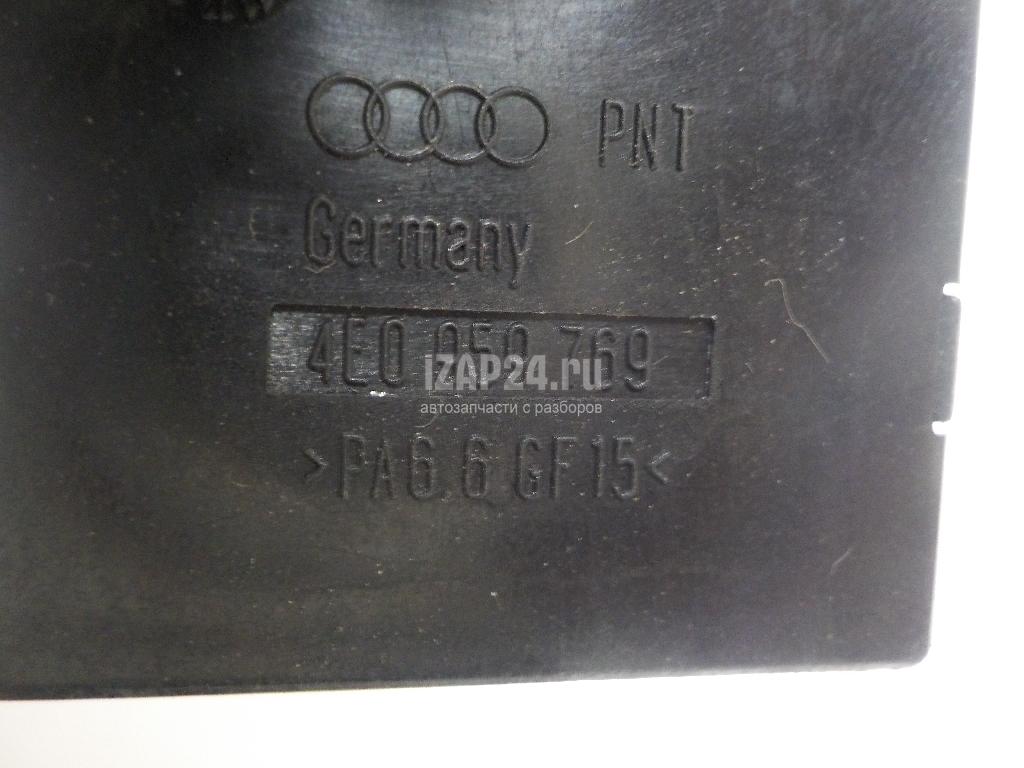 PNT
Germany
4E0 959 769
iZAP24.ru
автозапчасти с разборов
>PA6.6 GF15<